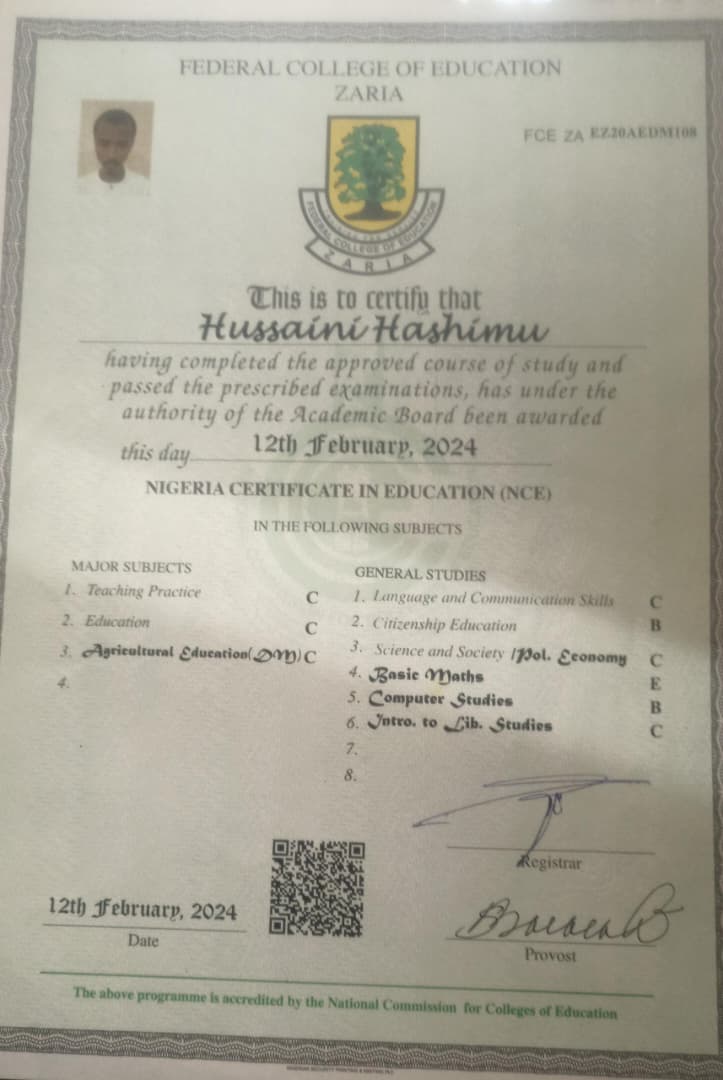 FEDERAL COLLEGE OF EDUCATION
ZARIA
FCE ZA EZ20AEDM108
FEDERAL COLLEGE OF EDUCATION
ZARIA
This is to certify that
Hussaini Hashimu
having completed the approved course of study and
passed the prescribed examinations, has under the
authority of the Academic Board been awarded
this day 12th February, 2024
NIGERIA CERTIFICATE IN EDUCATION (NCE)
IN THE FOLLOWING SUBJECTS
MAJOR SUBJECTS
1. Teaching Practice C
2. Education C
3. Agricultural Education(DM) C
4.
GENERAL STUDIES
1. Language and Communication Skills C
2. Citizenship Education B
3. Science and Society /Pol. Economy C
4. Basic Maths E
5. Computer Studies B
6. Intro. to Lib. Studies C
7.
8.
Registrar
12th February, 2024
Date
Provost
The above programme is accredited by the National Commission for Colleges of Education